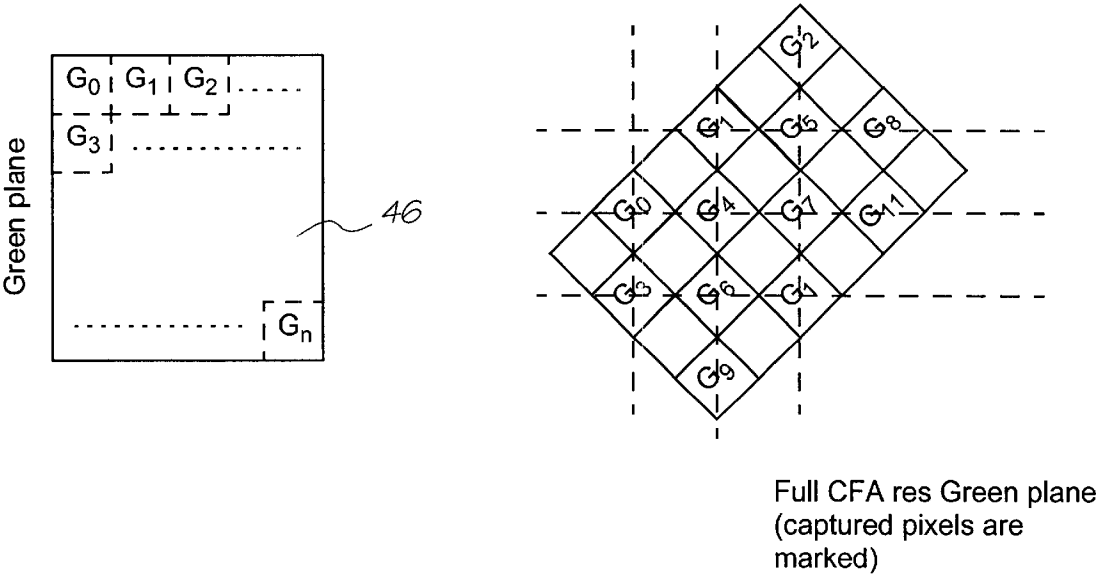 Green plane
G0 G1 G2
G3
Gn
46
G2
G1 G5 G8
G0 G4 G7 G11
G3 G6 G1
G9
Full CFA res Green plane
(captured pixels are
marked)